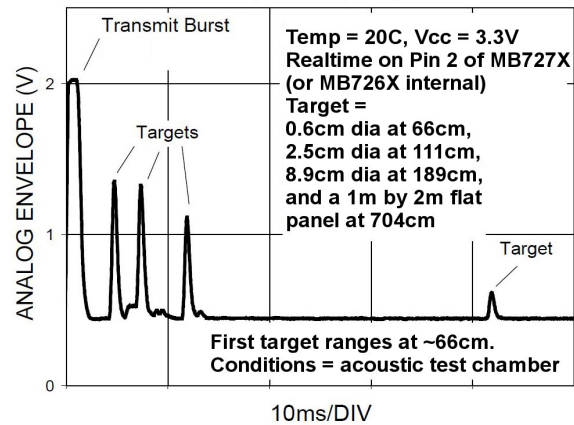 Transmit Burst
Temp = 20C, Vcc = 3.3V
Realtime on Pin 2 of MB727X
(or MB726X internal)
Target =
0.6cm dia at 66cm,
2.5cm dia at 111cm,
8.9cm dia at 189cm,
and a 1m by 2m flat
panel at 704cm
Targets
Target
First target ranges at ~66cm.
Conditions = acoustic test chamber
ANALOG ENVELOPE (V)
2
1
0
10ms/DIV